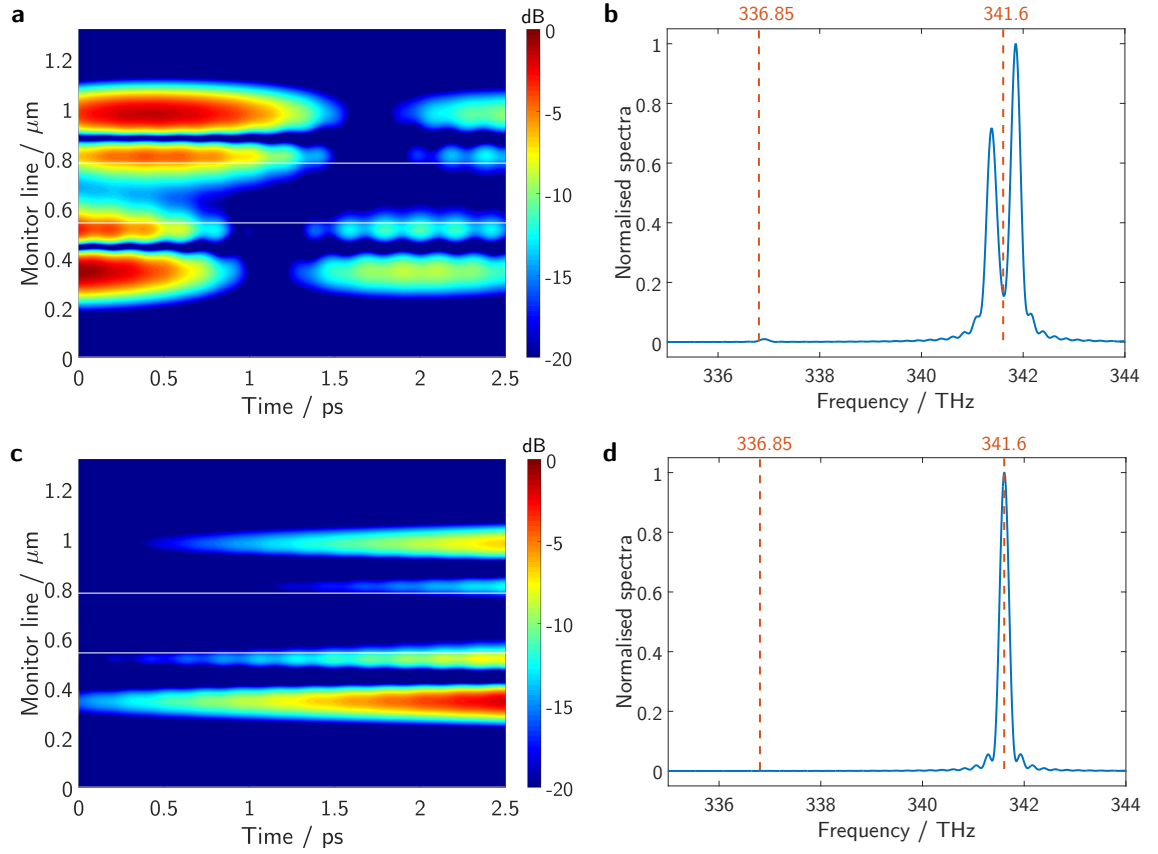 a
dB
0
-5
-10
-15
-20
1.2
1
0.8
0.6
0.4
0.2
0
Monitor line / μm
0 0.5 1 1.5 2 2.5
Time / ps
b
336.85 341.6
1
0.8
0.6
0.4
0.2
0
Normalised spectra
336 338 340 342 344
Frequency / THz
c
dB
0
-5
-10
-15
-20
1.2
1
0.8
0.6
0.4
0.2
0
Monitor line / μm
0 0.5 1 1.5 2 2.5
Time / ps
d
336.85 341.6
1
0.8
0.6
0.4
0.2
0
Normalised spectra
336 338 340 342 344
Frequency / THz